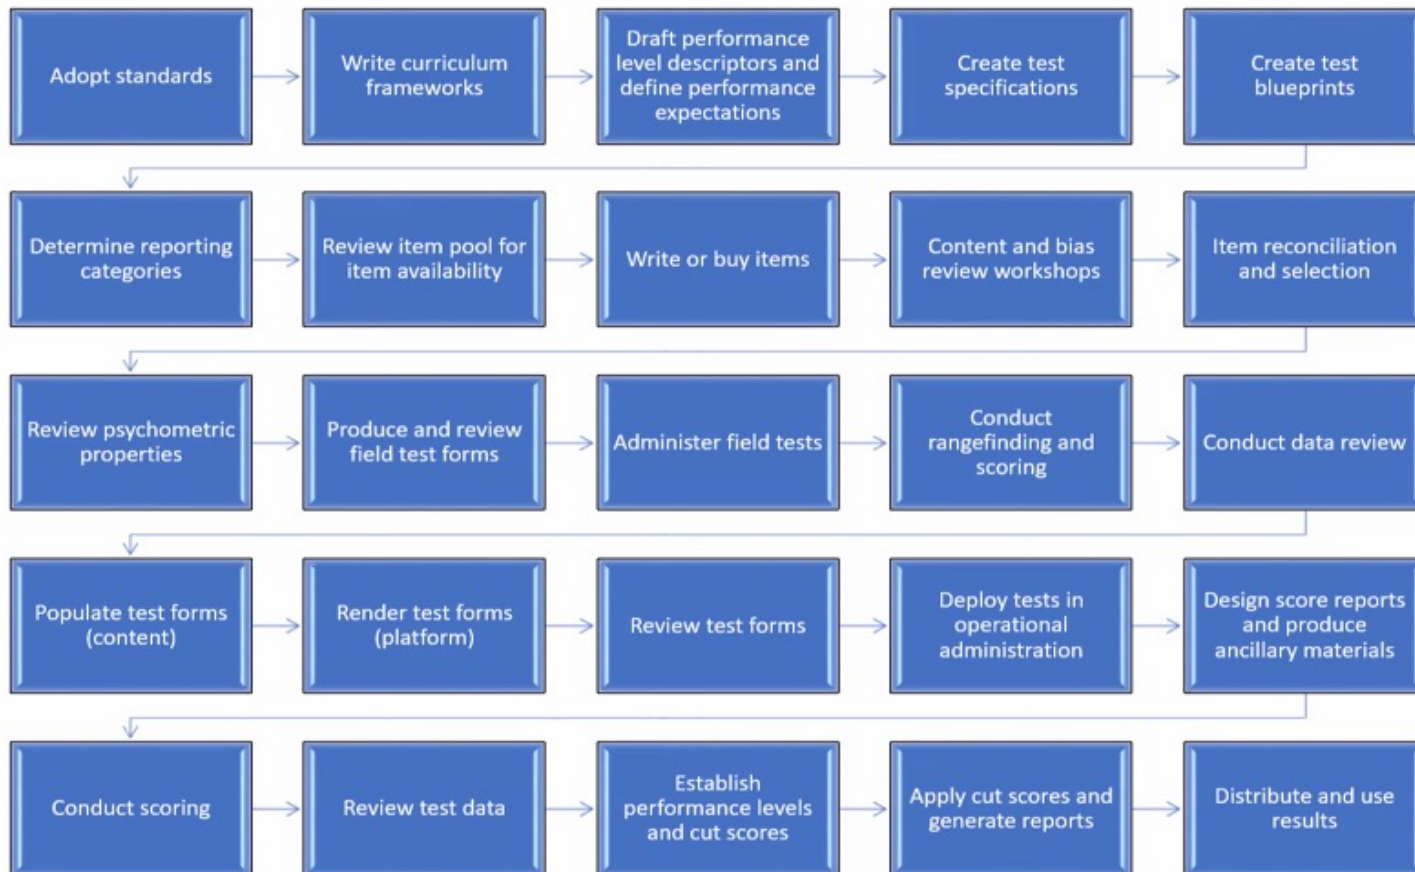 Adopt standards
Write curriculum
frameworks
Draft performance
level descriptors and
define performance
expectations
Create test
specifications
Create test
blueprints
Determine reporting
categories
Review item pool for
item availability
Write or buy items
Content and bias
review workshops
Item reconciliation
and selection
Review psychometric
properties
Produce and review
field test forms
Administer field tests
Conduct
rangefinding and
scoring
Conduct data review
Populate test forms
(content)
Render test forms
(platform)
Review test forms
Deploy tests in
operational
administration
Design score reports
and produce
ancillary materials
Conduct scoring
Review test data
Establish
performance levels
and cut scores
Apply cut scores and
generate reports
Distribute and use
results